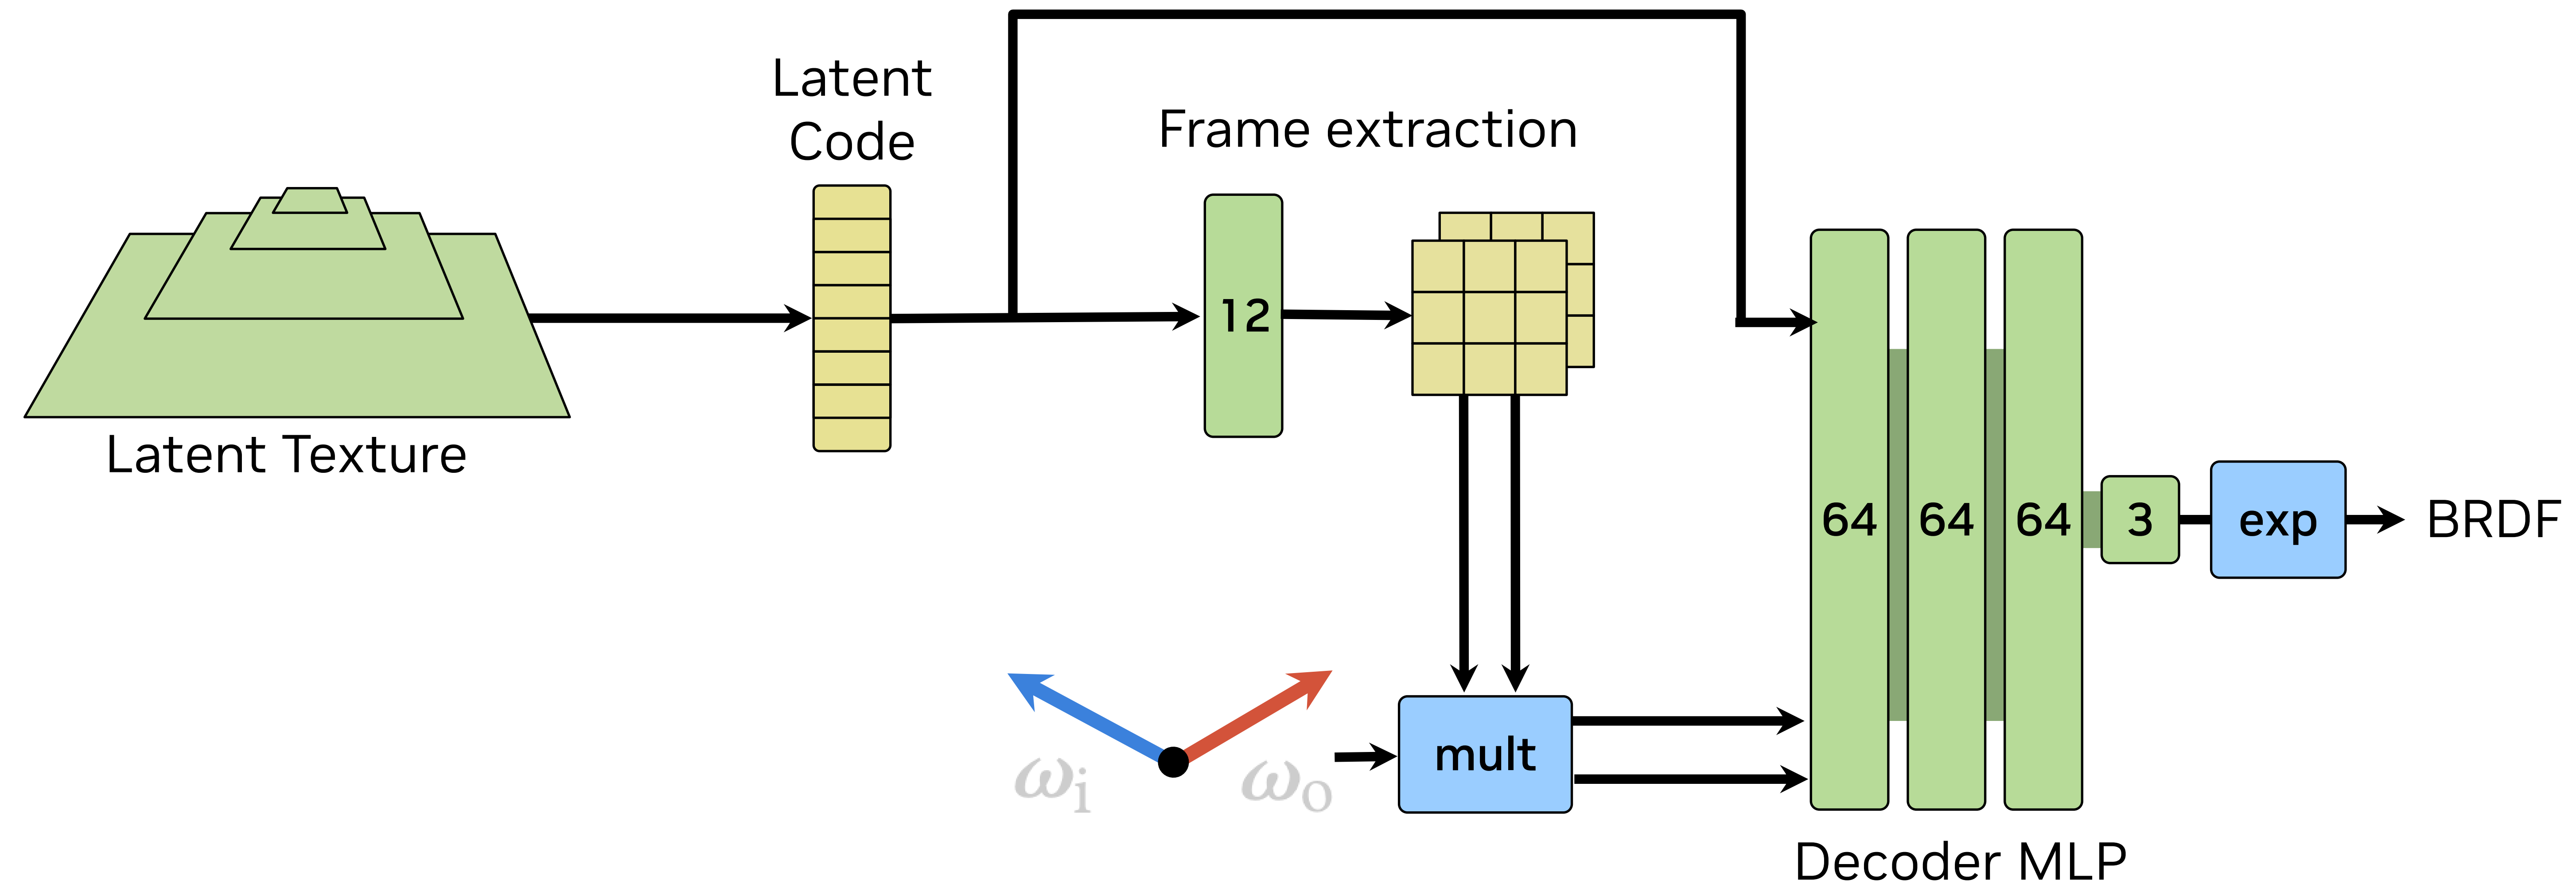 Latent
Code
Frame extraction
Latent Texture
12
64 64 64 3 exp BRDF
mult
ωi ωo
Decoder MLP